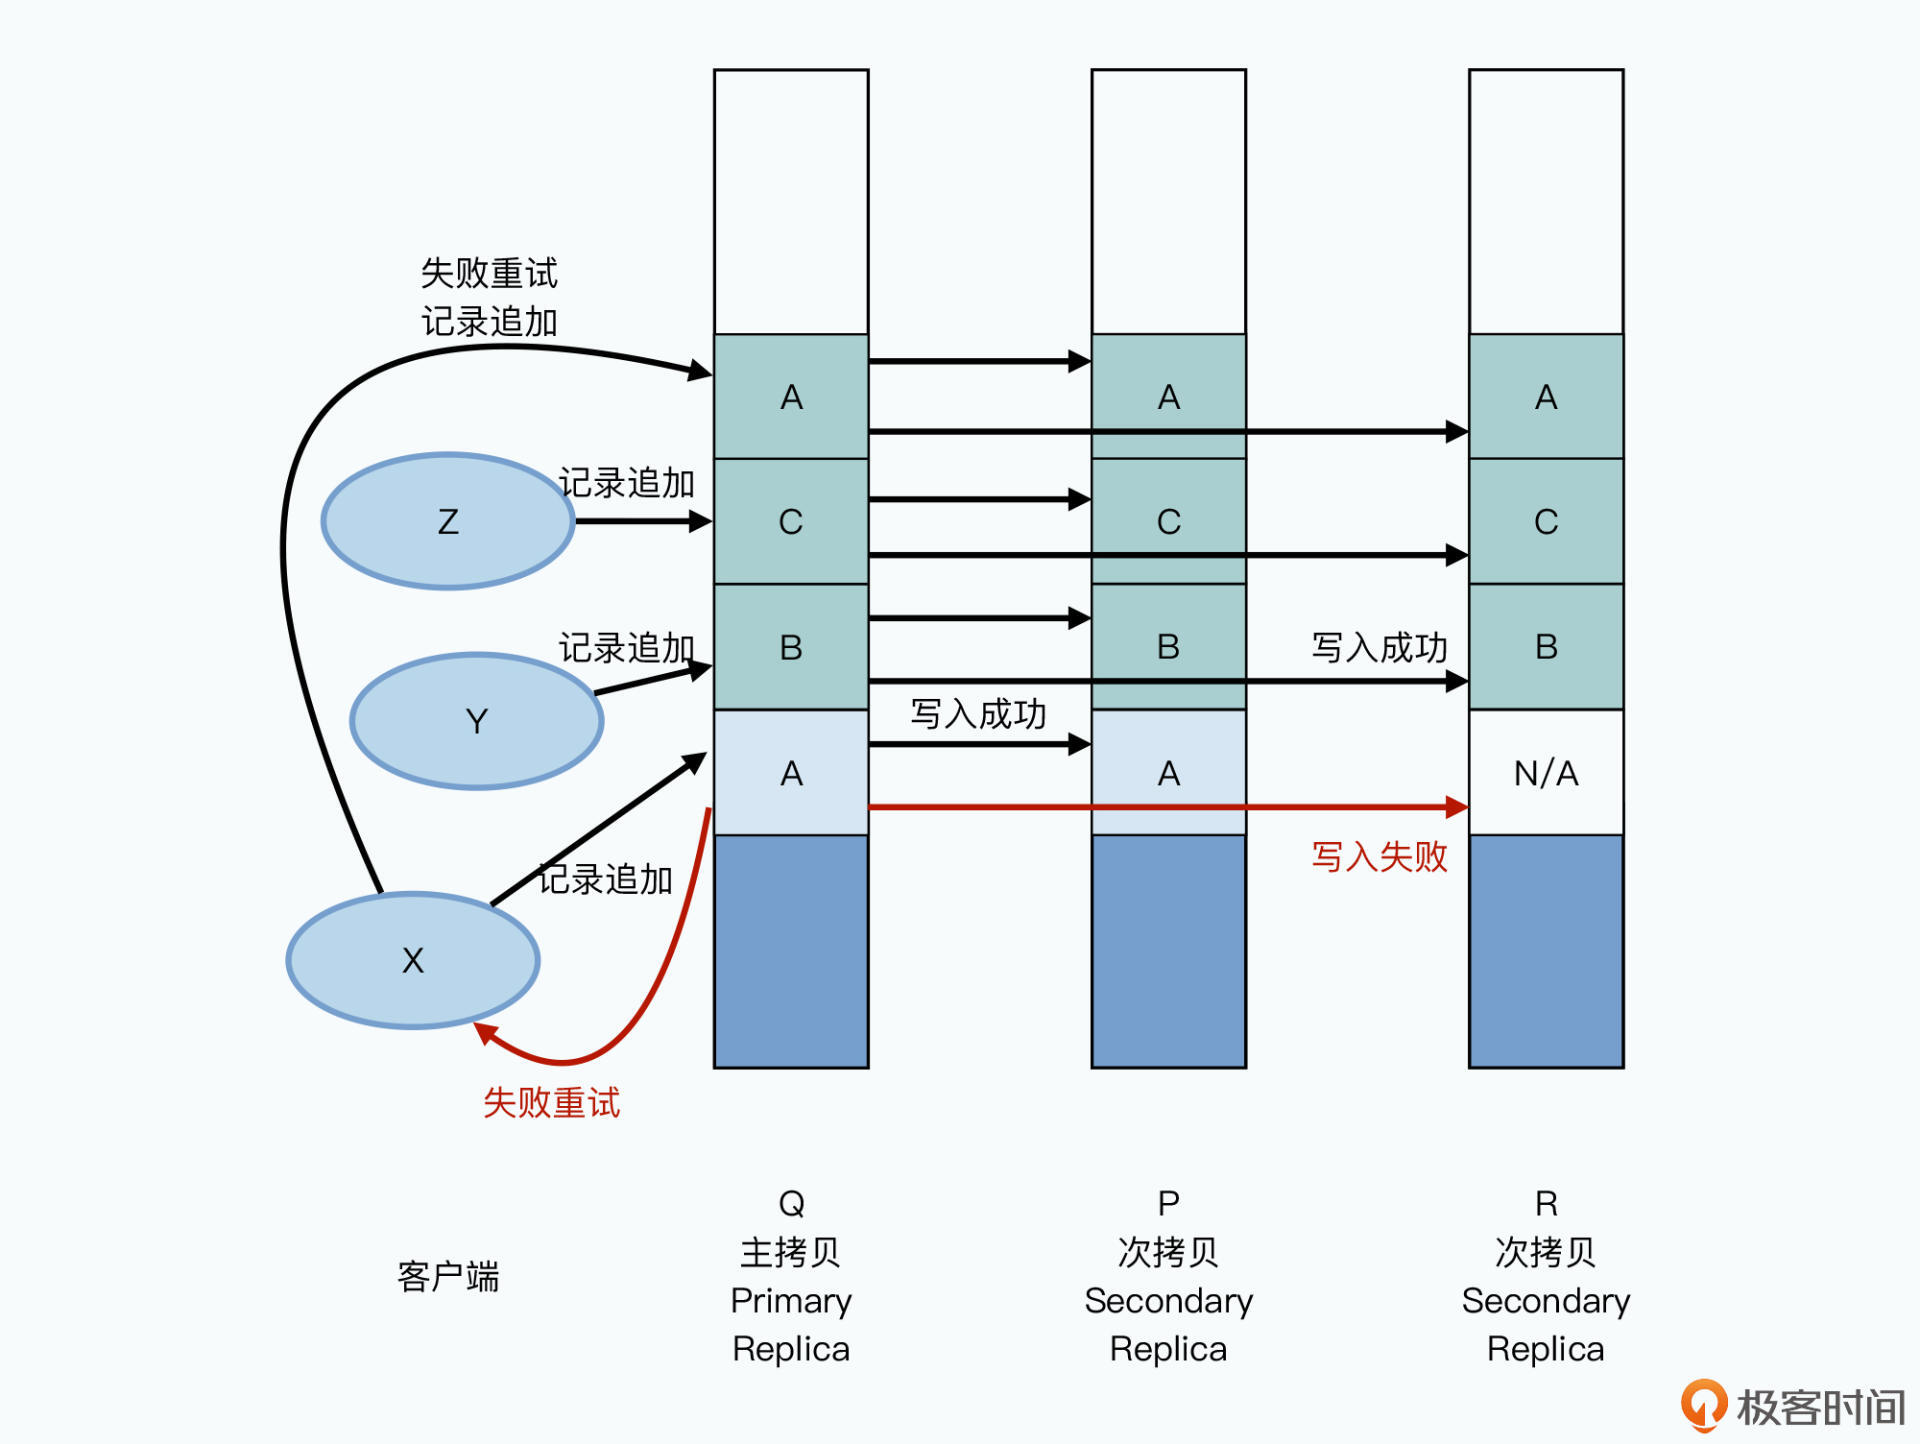 失败重试
记录追加
A
A
A
Z
记录追加
C
C
C
Y
记录追加
B
B
写入成功
B
写入成功
A
A
N/A
写入失败
记录追加
X
失败重试
客户端
Q
主拷贝
Primary
Replica
P
次拷贝
Secondary
Replica
R
次拷贝
Secondary
Replica
极客时间